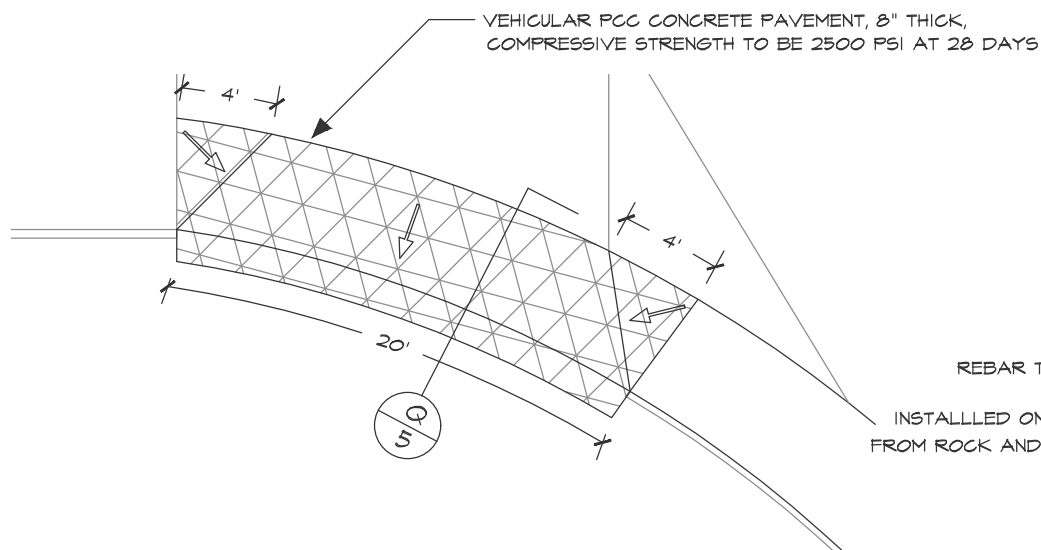 VEHICULAR PCC CONCRETE PAVEMENT, 8" THICK,
COMPRESSIVE STRENGTH TO BE 2500 PSI AT 28 DAYS
4'
4'
20'
REBAR T
Q
5
INSTALLLED ON
FROM ROCK AND